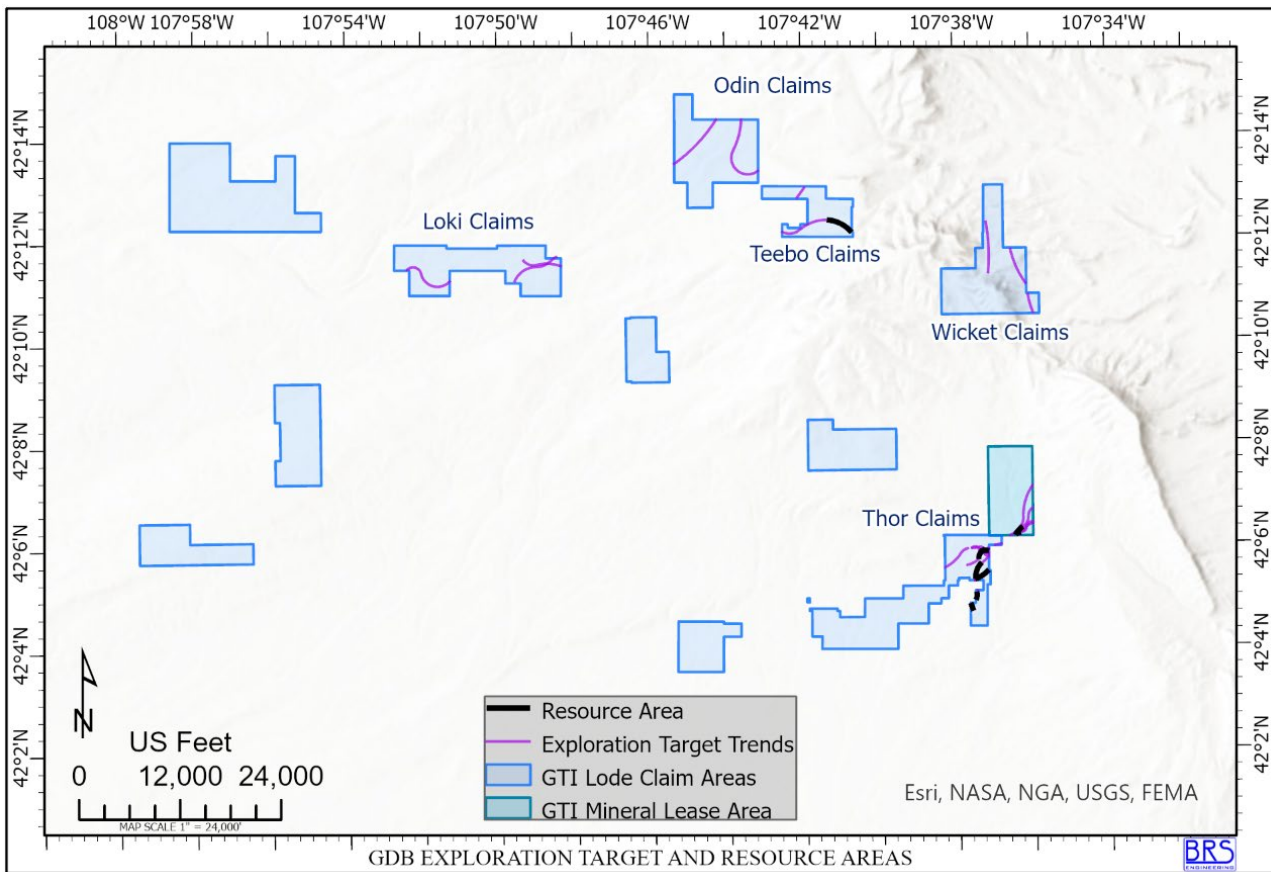 108°W 107°58'W 107°54'W 107°50'W 107°46'W 107°42'W 107°38'W 107°34'W
42°14'N 42°14'N
42°12'N 42°12'N
42°10'N 42°10'N
42°8'N 42°8'N
42°6'N 42°6'N
42°4'N 42°4'N
42°2'N 42°2'N
Odin Claims
Loki Claims
Teebo Claims
Wicket Claims
Thor Claims
N
US Feet
0 12,000 24,000
MAP SCALE 1" = 24,000'
Resource Area
Exploration Target Trends
GTI Lode Claim Areas
GTI Mineral Lease Area
Esri, NASA, NGA, USGS, FEMA
GDB EXPLORATION TARGET AND RESOURCE AREAS
BRS
ENGINEERING